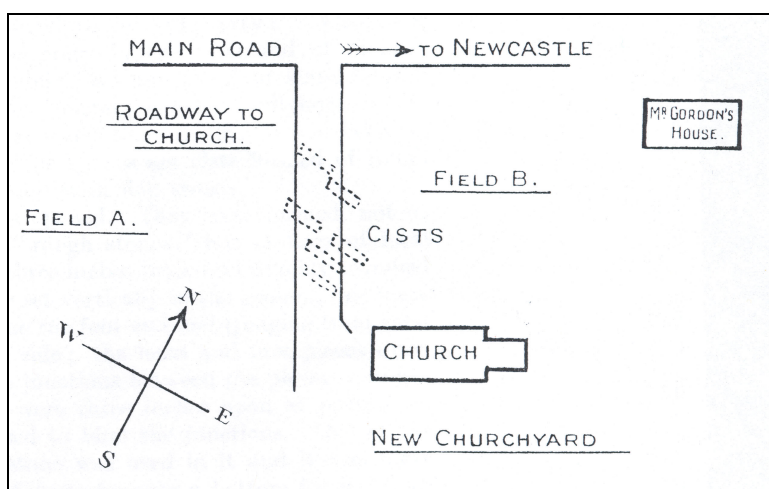 MAIN ROAD
TO NEWCASTLE
ROADWAY TO
CHURCH.
MR GORDON'S
HOUSE.
FIELD B.
FIELD A.
CISTS
N
W
E
S
CHURCH
NEW CHURCHYARD